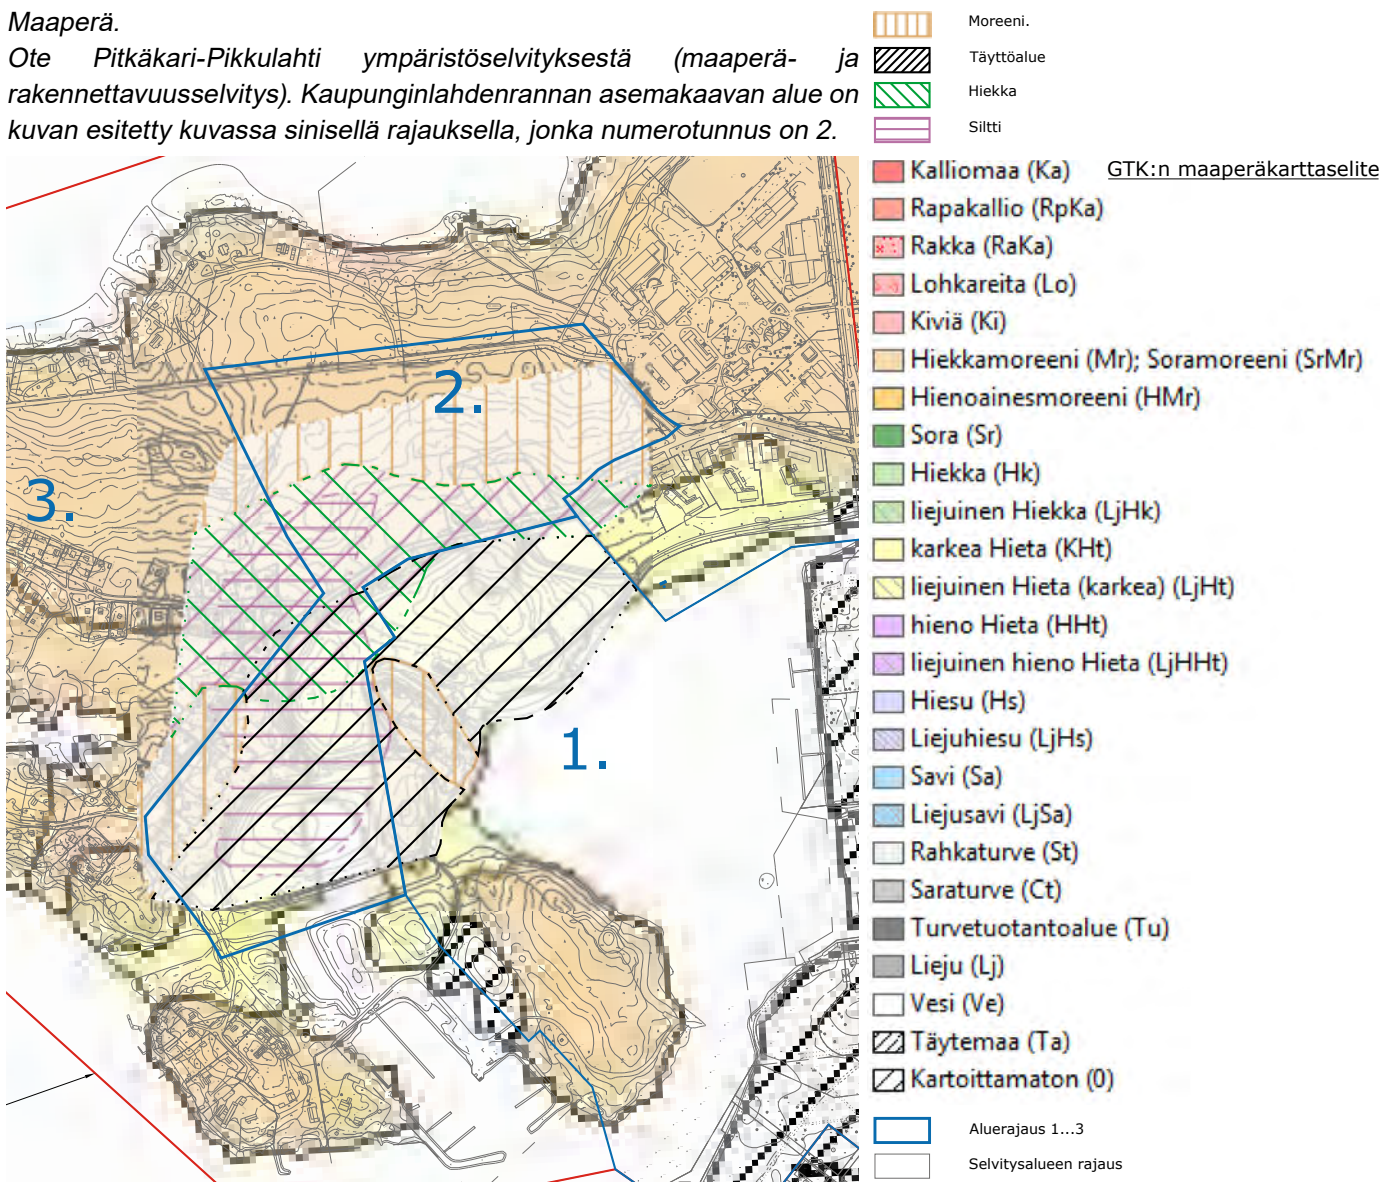 Maaperä.
Ote Pitkäkari-Pikkulahti ympäristöselvityksestä (maaperä- ja
rakennettavuusselvitys). Kaupunginlahdenrannan asemakaavan alue on
kuvan esitetty kuvassa sinisellä rajauksella, jonka numerotunnus on 2.
Moreeni.
Täyttöalue
Hiekka
Siltti
GTK:n maaperäkarttaselite
Kalliomaa (Ka)
Rapakallio (RpKa)
Rakka (RaKa)
Lohkareita (Lo)
Kiviä (Ki)
Hiekkamoreeni (Mr); Soramoreeni (SrMr)
Hienoainesmoreeni (HMr)
Sora (Sr)
Hiekka (Hk)
liejuinen Hiekka (LjHk)
karkea Hieta (KHt)
liejuinen Hieta (karkea) (LjHt)
hieno Hieta (HHt)
liejuinen hieno Hieta (LjHHt)
Hiesu (Hs)
Liejuhiesu (LjHs)
Savi (Sa)
Liejusavi (LjSa)
Rahkaturve (St)
Saraturve (Ct)
Turvetuotantoalue (Tu)
Lieju (Lj)
Vesi (Ve)
Täytemaa (Ta)
Kartoittamaton (0)
Aluerajaus 1...3
Selvitysalueen rajaus
2.
3.
1.